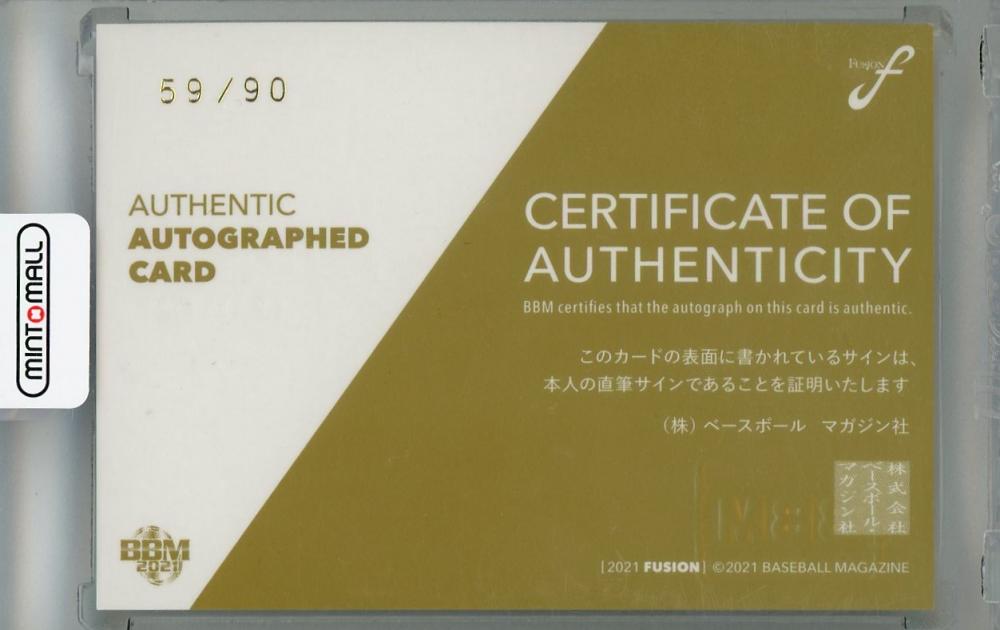 59/90
FUSION f
AUTHENTIC
AUTOGRAPHED
CARD
CERTIFICATE OF
AUTHENTICITY
BBM certifies that the autograph on this card is authentic.
このカードの表面に書かれているサインは、
本人の直筆サインであることを証明いたします
（株）ベースボール マガジン社
株式会社
ベースボール・
マガジン社
BBM
2021
| 2021 FUSION | ©2021 BASEBALL MAGAZINE
MINTOMALL